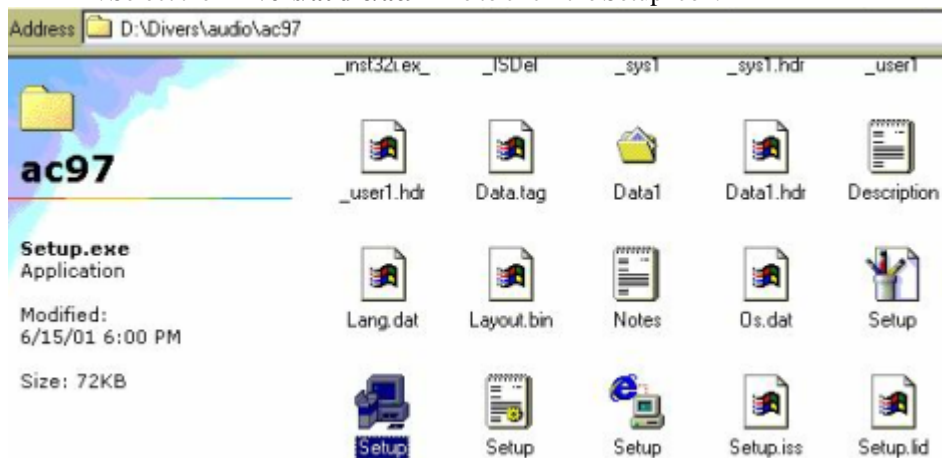 Address D:\Divers\audio\ac97
_inst32i.ex_ _ISDel _sys1 _sys1.hdr _user1
ac97
_user1.hdr Data.tag Data1 Data1.hdr Description
Setup.exe
Application
Modified:
6/15/01 6:00 PM
Size: 72KB
Lang.dat Layout.bin Notes Os.dat Setup
Setup Setup Setup Setup.iss Setup.lid